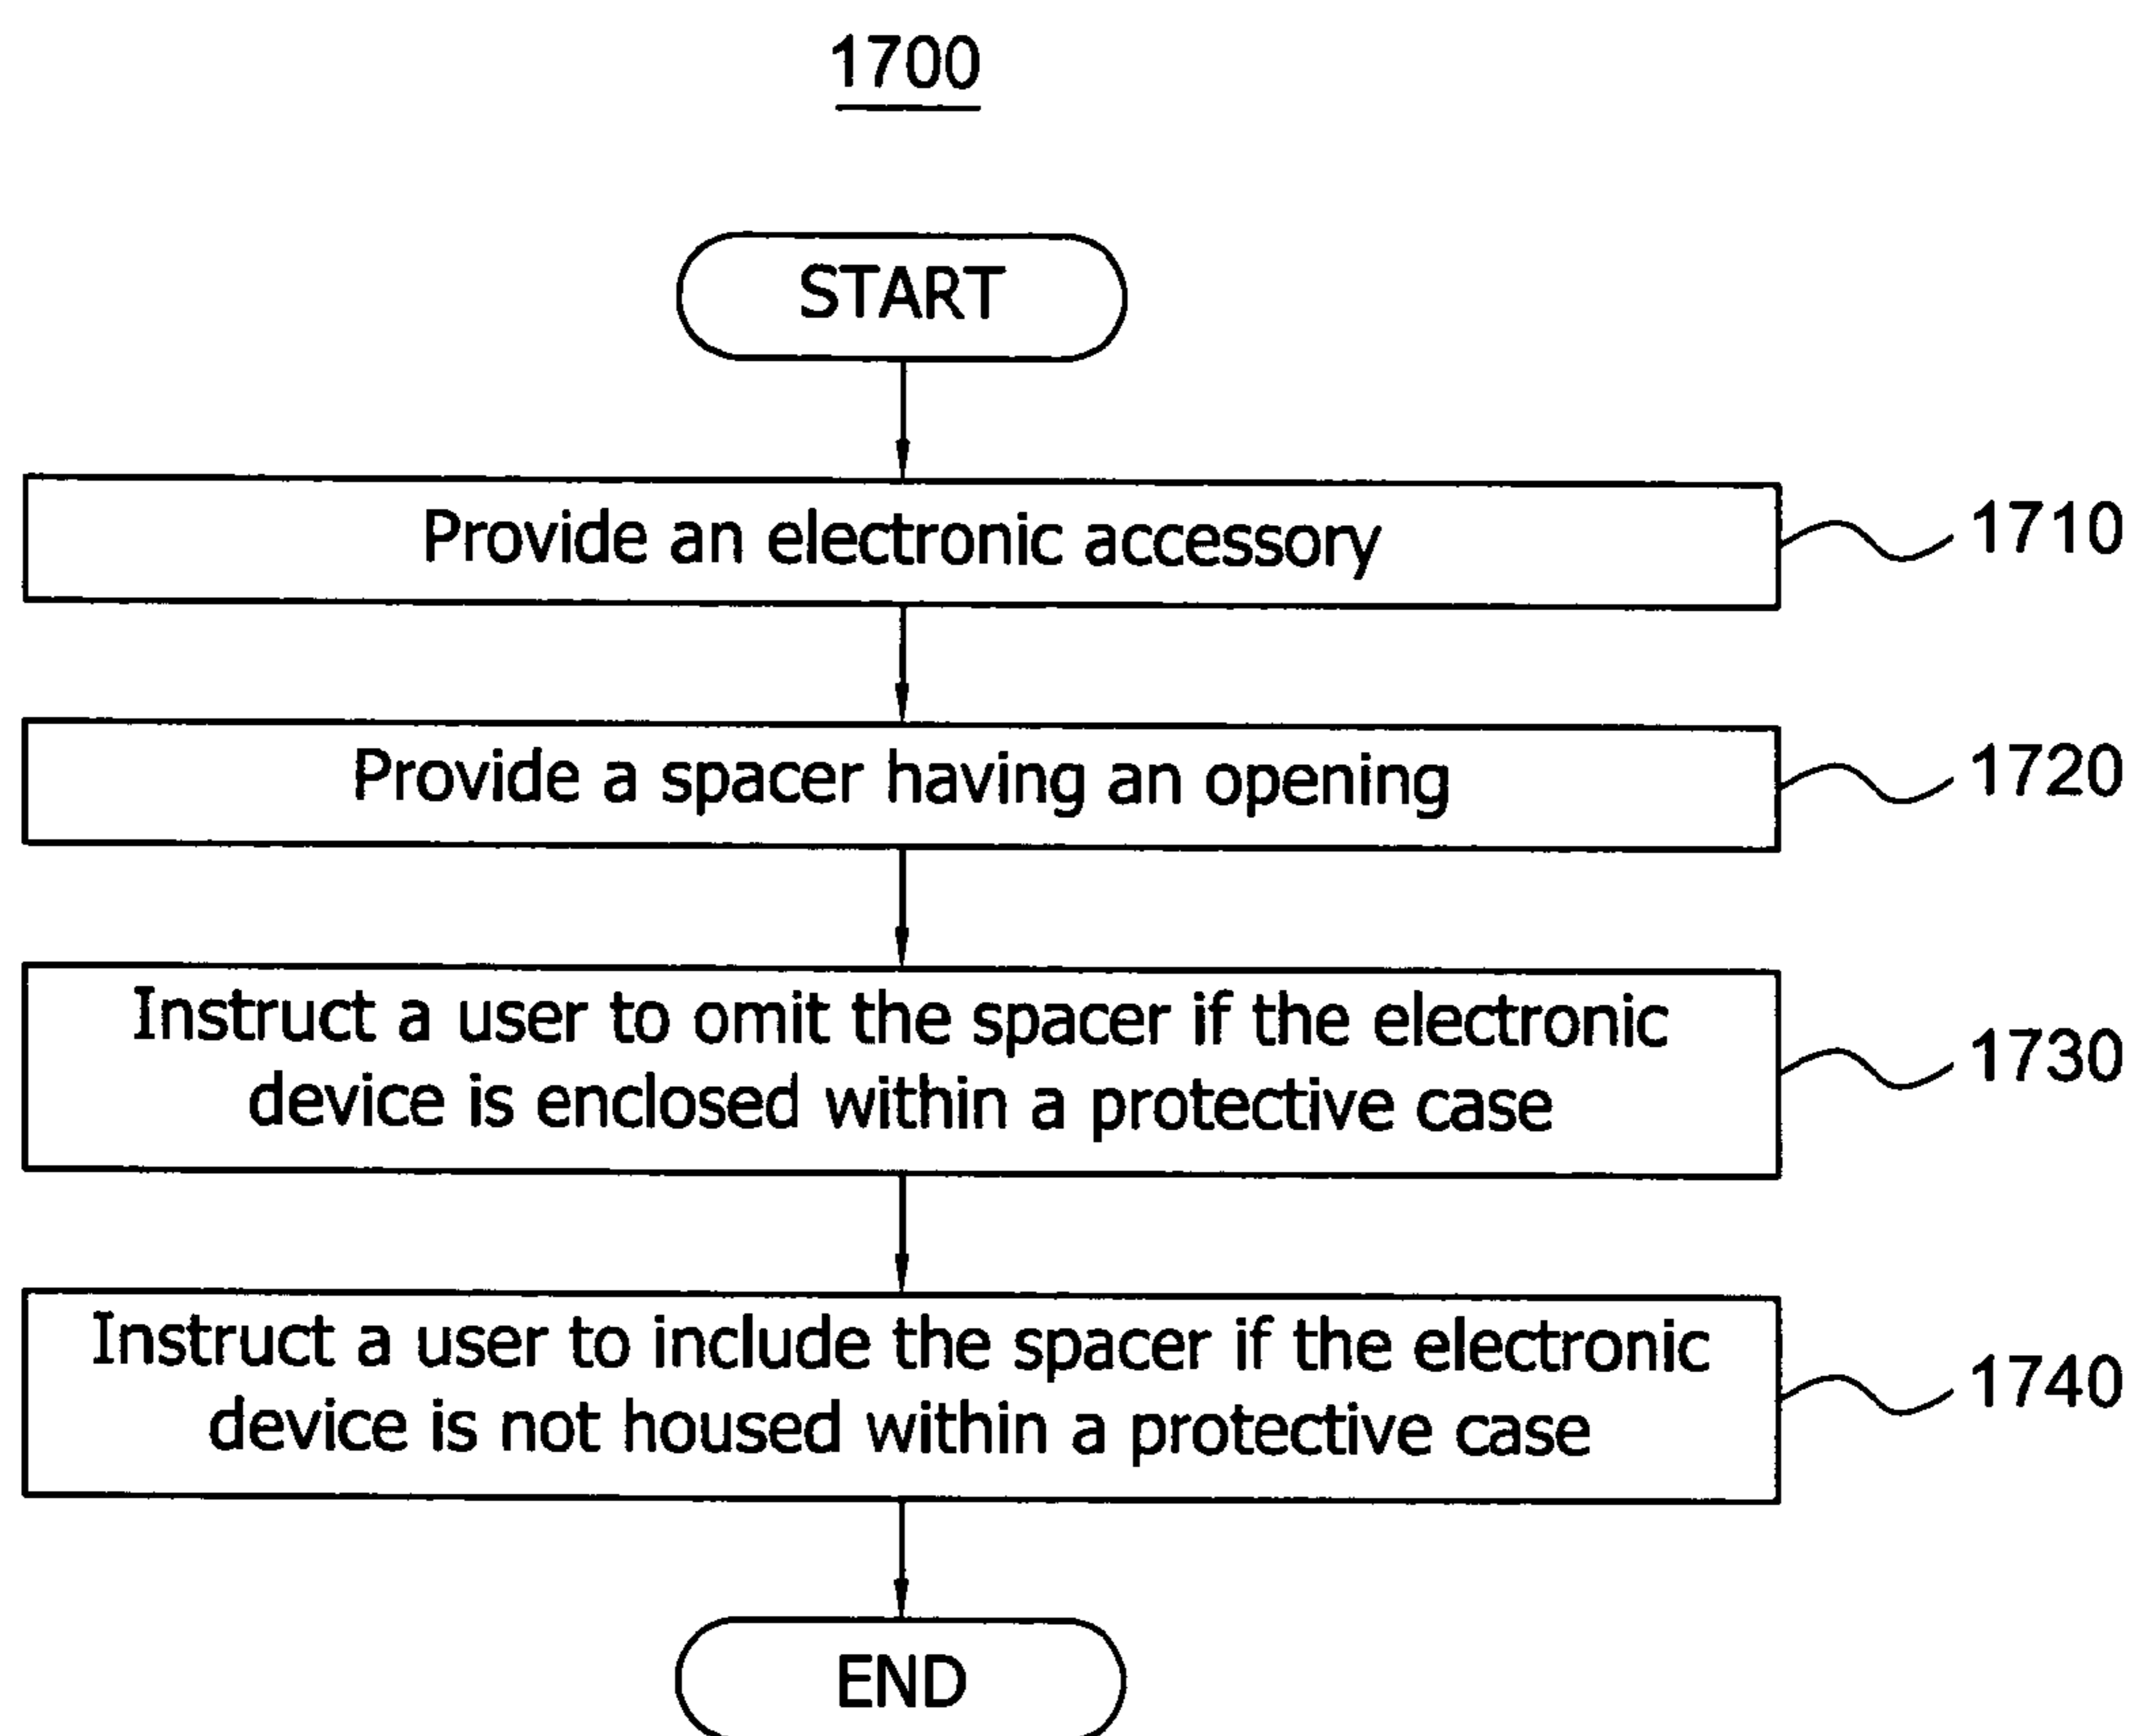 1700
START
Provide an electronic accessory
1710
Provide a spacer having an opening
1720
Instruct a user to omit the spacer if the electronic
device is enclosed within a protective case
1730
Instruct a user to include the spacer if the electronic
device is not housed within a protective case
1740
END